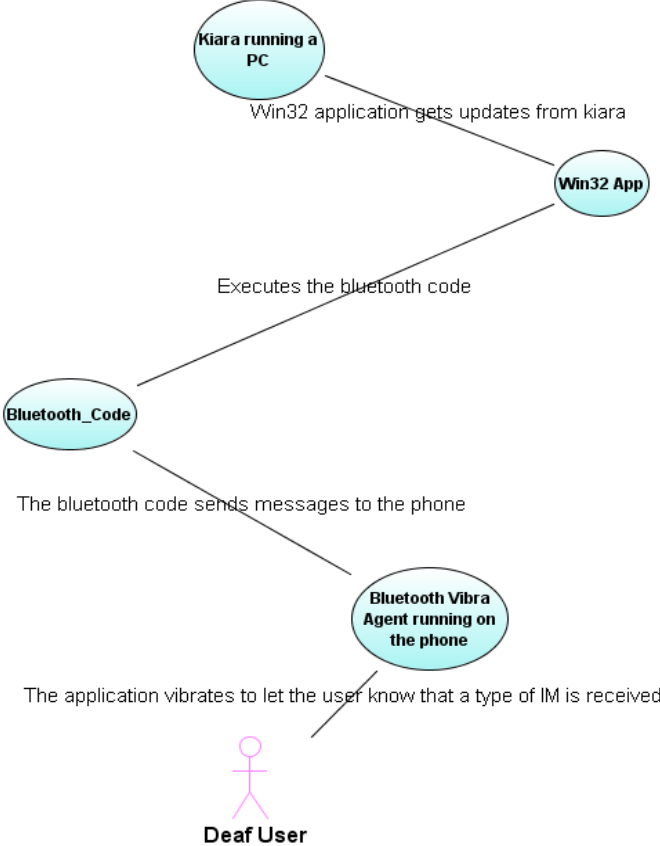 Kiara running a
PC
Win32 application gets updates from kiara
Win32 App
Executes the bluetooth code
Bluetooth_Code
The bluetooth code sends messages to the phone
Bluetooth Vibra
Agent running on
the phone
The application vibrates to let the user know that a type of IM is received
Deaf User